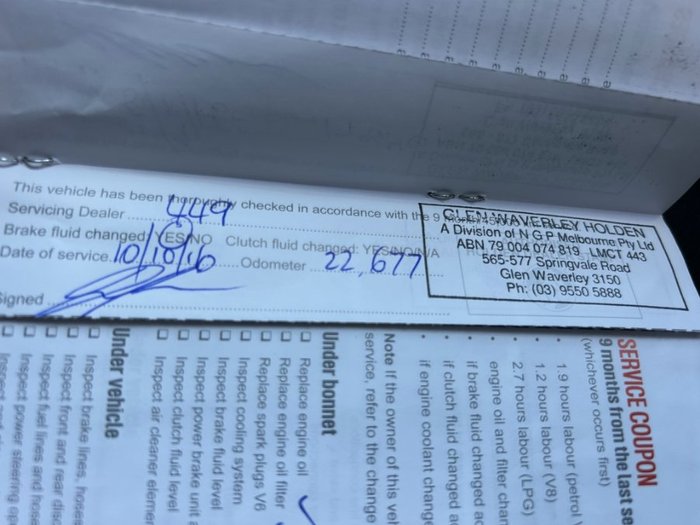 This vehicle has been thoroughly checked in accordance with the 9
Servicing Dealer 449
Brake fluid changed YES/NO Clutch fluid changed: YES/NO/N/A
Date of service 10/10/16 Odometer 22,677
Signed
GLEN WAVERLEY HOLDEN
A Division of N G P Melbourne Pty Ltd
ABN 79 004 074 819 LMCT 443
565-577 Springvale Road
Glen Waverley 3150
Ph: (03) 9550 5888
SERVICE COUPON
9 months from the last se
(whichever occurs first)
• 1.9 hours labour (petrol
• 1.2 hours labour (V8)
• 2.7 hours labour (LPG)
engine oil and filter chan
• if brake fluid changed ad
• if clutch fluid changed a
• if engine coolant chang
Note If the owner of this veh
service, refer to the change
Under bonnet
Replace engine oil
Replace engine oil filter
Replace spark plugs V6
Inspect cooling system
Inspect brake fluid level
Inspect power brake unit
Inspect clutch fluid level
Inspect air cleaner elemen
Under vehicle
Inspect brake lines, hose
Inspect front and rear dis
Inspect fuel lines and hose
Inspect power steering